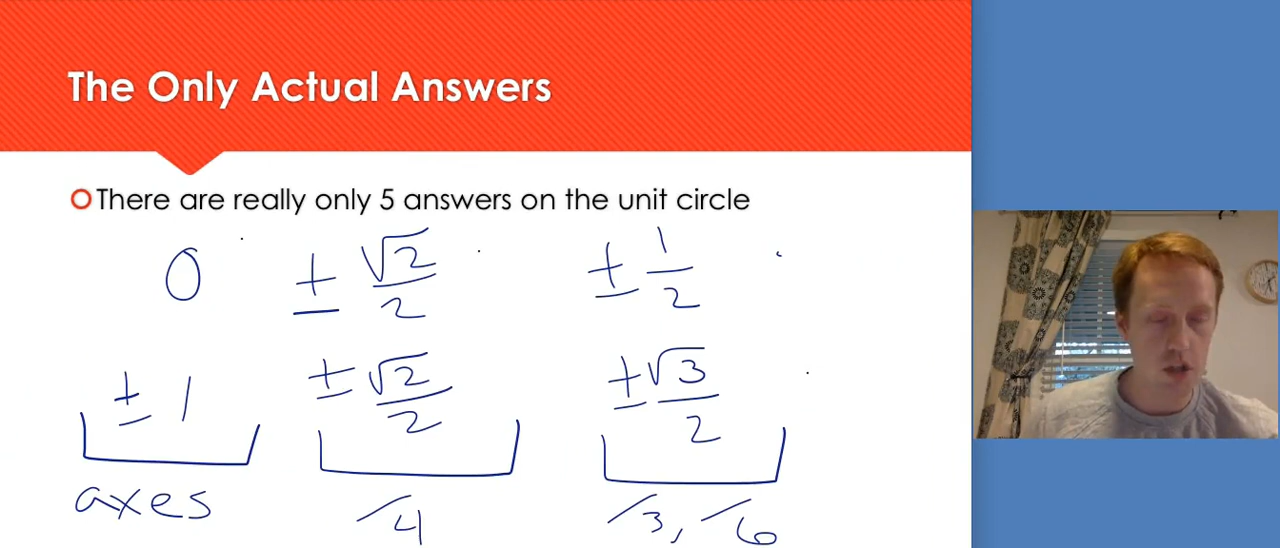 The Only Actual Answers
There are really only 5 answers on the unit circle
0 ± √2/2 ± 1/2
± 1 ± √2/2 ± √3/2
axes /4 /3, /6